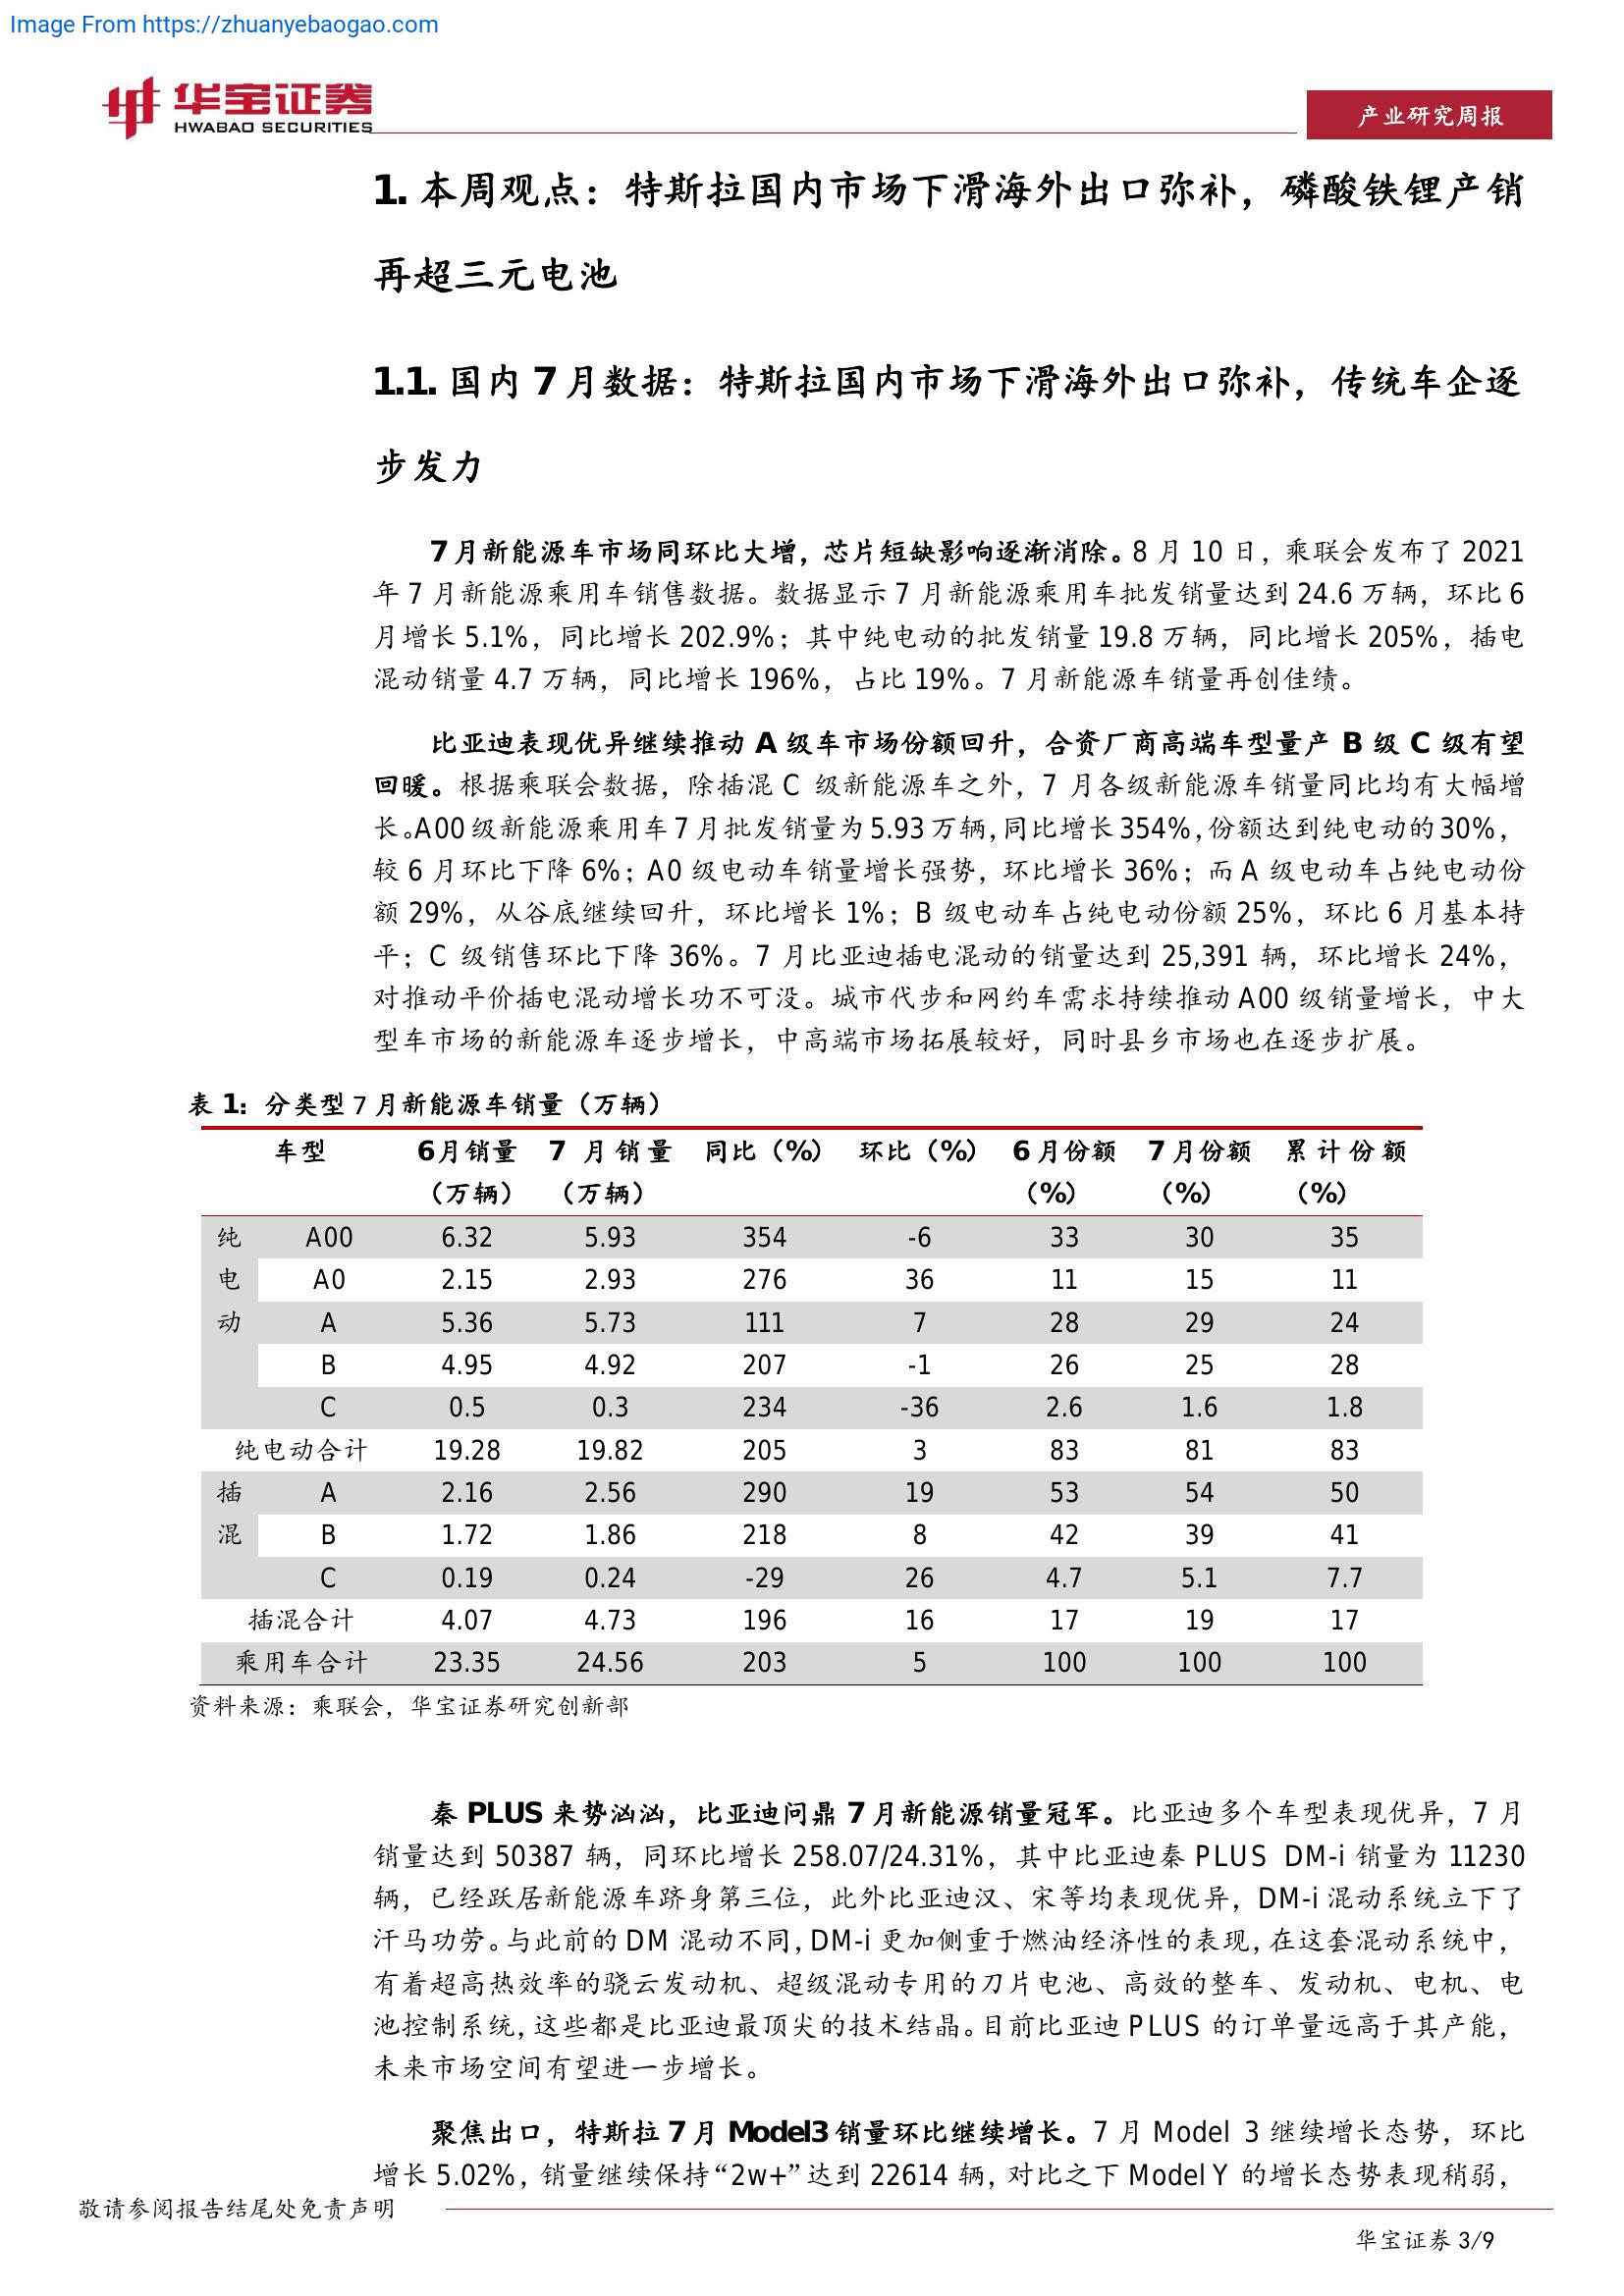 Image From https://zhuanyebaogao.com
华宝证券
HWABAO SECURITIES
产业研究周报
1. 本周观点：特斯拉国内市场下滑海外出口弥补，磷酸铁锂产销
再超三元电池
1.1. 国内 7 月数据：特斯拉国内市场下滑海外出口弥补，传统车企逐
步发力
7 月新能源车市场同环比大增，芯片短缺影响逐渐消除。8 月 10 日，乘联会发布了 2021
年 7 月新能源乘用车销售数据。数据显示 7 月新能源乘用车批发销量达到 24.6 万辆，环比 6
月增长 5.1%，同比增长 202.9%；其中纯电动的批发销量 19.8 万辆，同比增长 205%，插电
混动销量 4.7 万辆，同比增长 196%，占比 19%。7 月新能源车销量再创佳绩。
比亚迪表现优异继续推动 A 级车市场份额回升，合资厂商高端车型量产 B 级 C 级有望
回暖。根据乘联会数据，除插混 C 级新能源车之外，7 月各级新能源车销量同比均有大幅增
长。A00 级新能源乘用车 7 月批发销量为 5.93 万辆，同比增长 354%，份额达到纯电动的 30%，
较 6 月环比下降 6%；A0 级电动车销量增长强势，环比增长 36%；而 A 级电动车占纯电动份
额 29%，从谷底继续回升，环比增长 1%；B 级电动车占纯电动份额 25%，环比 6 月基本持
平；C 级销售环比下降 36%。7 月比亚迪插电混动的销量达到 25,391 辆，环比增长 24%，
对推动平价插电混动增长功不可没。城市代步和网约车需求持续推动 A00 级销量增长，中大
型车市场的新能源车逐步增长，中高端市场拓展较好，同时县乡市场也在逐步扩展。
表 1：分类型 7 月新能源车销量（万辆）
车型 6月销量 7 月销量 同比（%） 环比（%） 6 月份额 7 月份额 累计份额
（万辆） （万辆） （%） （%） （%）
纯 A00 6.32 5.93 354 -6 33 30 35
电 A0 2.15 2.93 276 36 11 15 11
动 A 5.36 5.73 111 7 28 29 24
B 4.95 4.92 207 -1 26 25 28
C 0.5 0.3 234 -36 2.6 1.6 1.8
纯电动合计 19.28 19.82 205 3 83 81 83
插 A 2.16 2.56 290 19 53 54 50
混 B 1.72 1.86 218 8 42 39 41
C 0.19 0.24 -29 26 4.7 5.1 7.7
插混合计 4.07 4.73 196 16 17 19 17
乘用车合计 23.35 24.56 203 5 100 100 100
资料来源：乘联会，华宝证券研究创新部
秦 PLUS 来势汹汹，比亚迪问鼎 7 月新能源销量冠军。比亚迪多个车型表现优异，7 月
销量达到 50387 辆，同环比增长 258.07/24.31%，其中比亚迪秦 PLUS DM-i 销量为 11230
辆，已经跃居新能源车跻身第三位，此外比亚迪汉、宋等均表现优异，DM-i 混动系统立下了
汗马功劳。与此前的 DM 混动不同，DM-i 更加侧重于燃油经济性的表现，在这套混动系统中，
有着超高热效率的骁云发动机、超级混动专用的刀片电池、高效的整车、发动机、电机、电
池控制系统，这些都是比亚迪最顶尖的技术结晶。目前比亚迪 PLUS 的订单量远高于其产能，
未来市场空间有望进一步增长。
聚焦出口，特斯拉 7 月 Model3 销量环比继续增长。7 月 Model 3 继续增长态势，环比
增长 5.02%，销量继续保持“2w+”达到 22614 辆，对比之下 Model Y 的增长态势表现稍弱，
敬请参阅报告结尾处免责声明
华宝证券 3/9